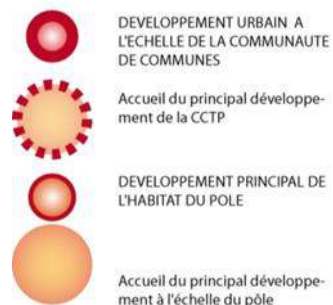 DEVELOPPEMENT URBAIN A
L'ECHELLE DE LA COMMUNAUTE
DE COMMUNES
Accueil du principal développe-
ment de la CCTP
DEVELOPPEMENT PRINCIPAL DE
L'HABITAT DU POLE
Accueil du principal développe-
ment à l'échelle du pôle